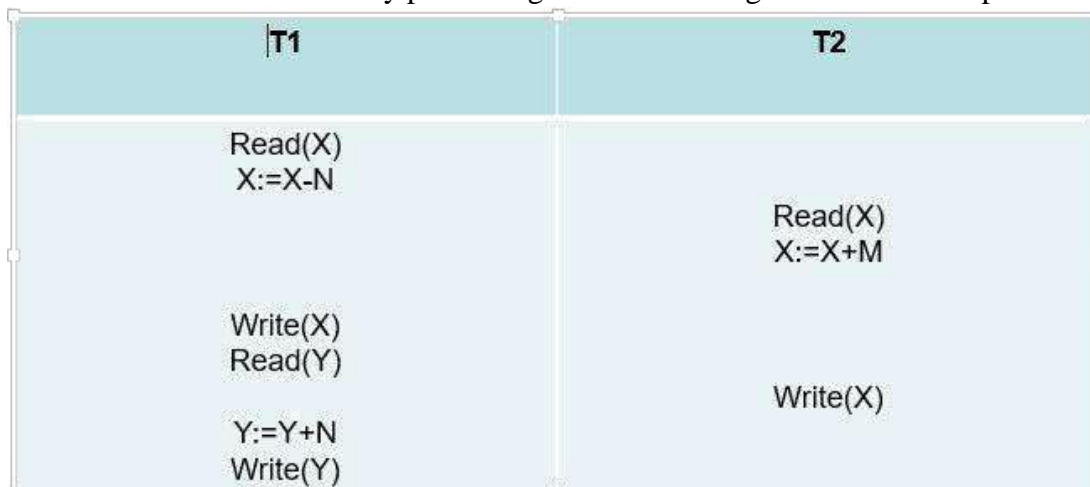 T1 T2
Read(X)
X:=X-N
Read(X)
X:=X+M
Write(X)
Read(Y)
Write(X)
Y:=Y+N
Write(Y)